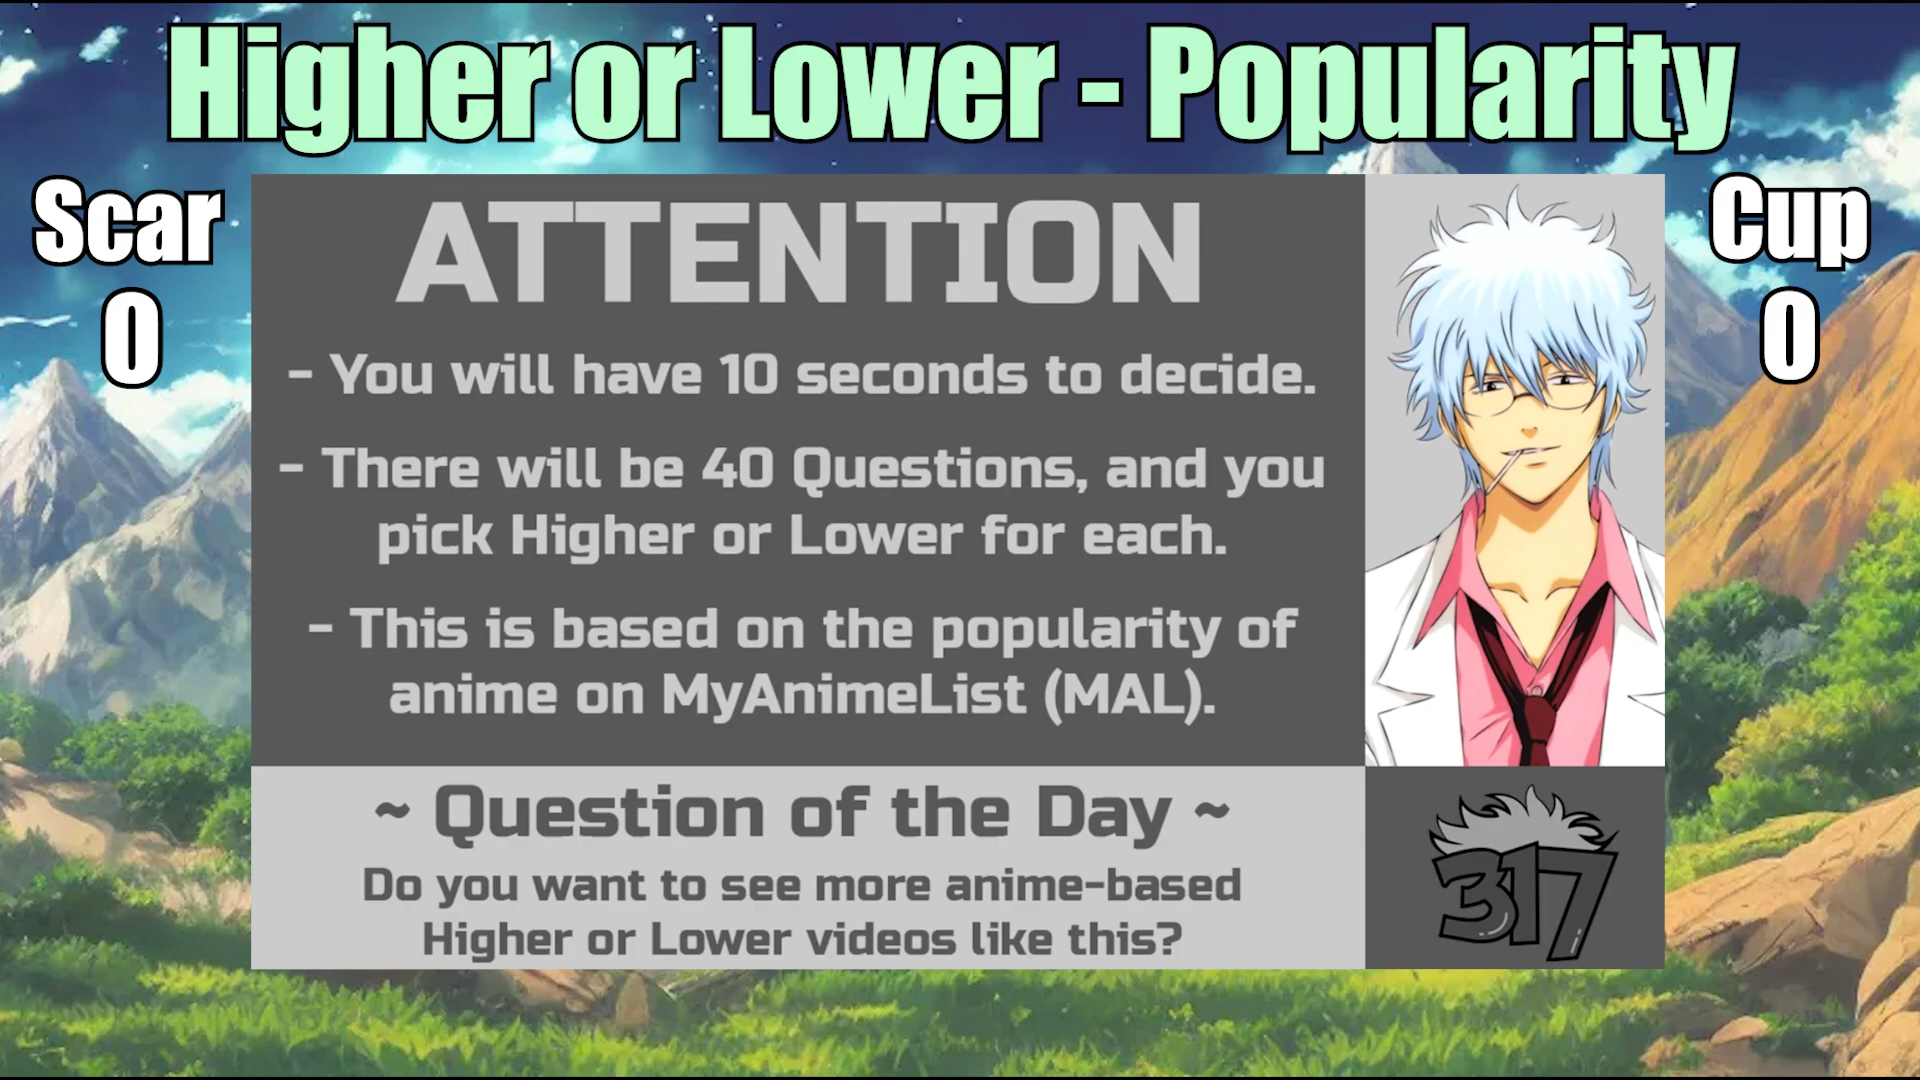 Higher or Lower - Popularity
Scar
0
Cup
0
ATTENTION
- You will have 10 seconds to decide.
- There will be 40 Questions, and you
pick Higher or Lower for each.
- This is based on the popularity of
anime on MyAnimeList (MAL).
~ Question of the Day ~
Do you want to see more anime-based
Higher or Lower videos like this?
317